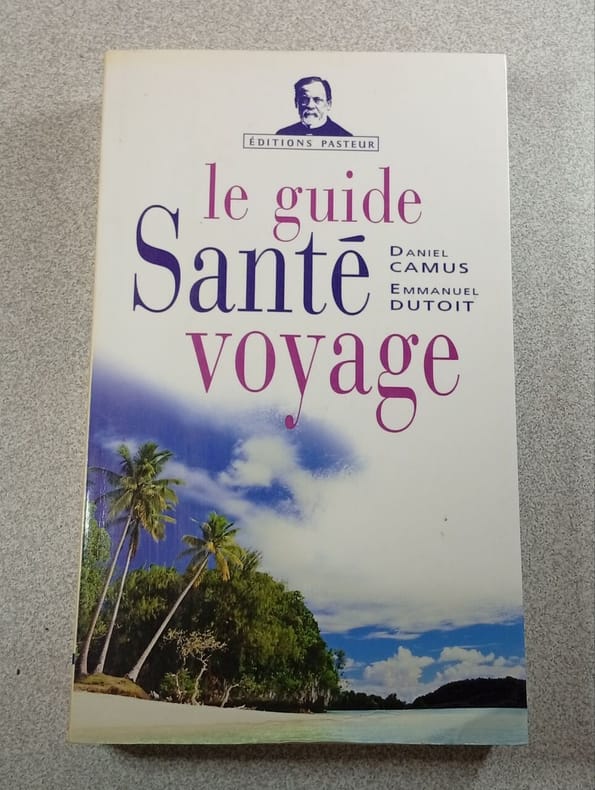 ÉDITIONS PASTEUR
le guide
Santé
voyage
DANIEL
CAMUS
EMMANUEL
DUTOIT